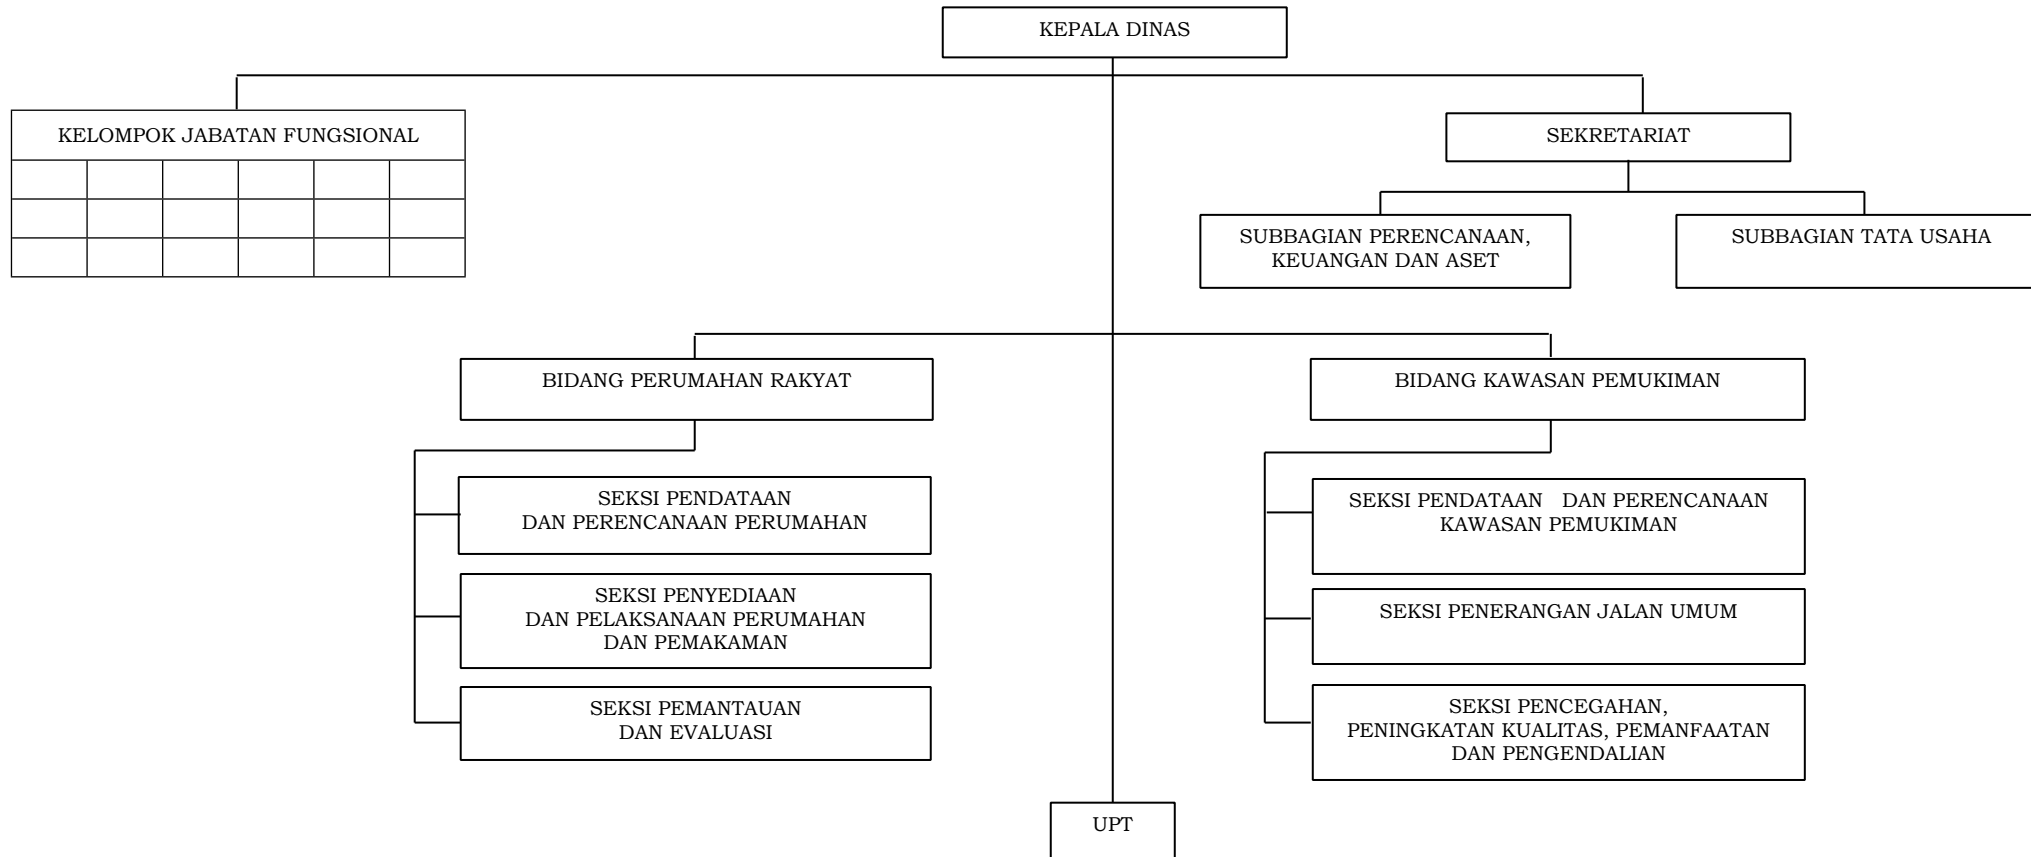 KEPALA DINAS
KELOMPOK JABATAN FUNGSIONAL
SEKRETARIAT
SUBBAGIAN PERENCANAAN,
KEUANGAN DAN ASET
SUBBAGIAN TATA USAHA
BIDANG PERUMAHAN RAKYAT
SEKSI PENDATAAN
DAN PERENCANAAN PERUMAHAN
SEKSI PENYEDIAAN
DAN PELAKSANAAN PERUMAHAN
DAN PEMAKAMAN
SEKSI PEMANTAUAN
DAN EVALUASI
BIDANG KAWASAN PEMUKIMAN
SEKSI PENDATAAN DAN PERENCANAAN
KAWASAN PEMUKIMAN
SEKSI PENERANGAN JALAN UMUM
SEKSI PENCEGAHAN,
PENINGKATAN KUALITAS, PEMANFAATAN
DAN PENGENDALIAN
UPT